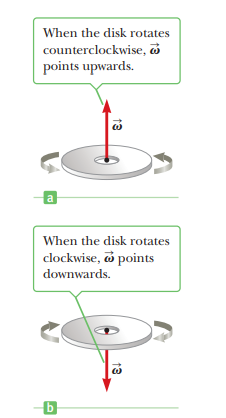 When the disk rotates
counterclockwise, ω⃗
points upwards.
ω⃗
a
When the disk rotates
clockwise, ω⃗ points
downwards.
ω⃗
b